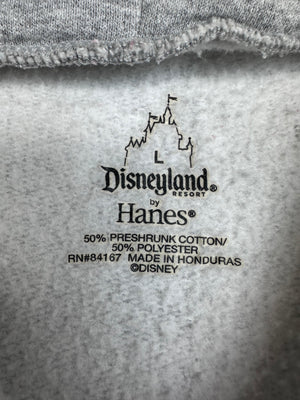 L
Disneyland®
RESORT
by
Hanes®
50% PRESHRUNK COTTON/
50% POLYESTER
RN#84167 MADE IN HONDURAS
©DISNEY